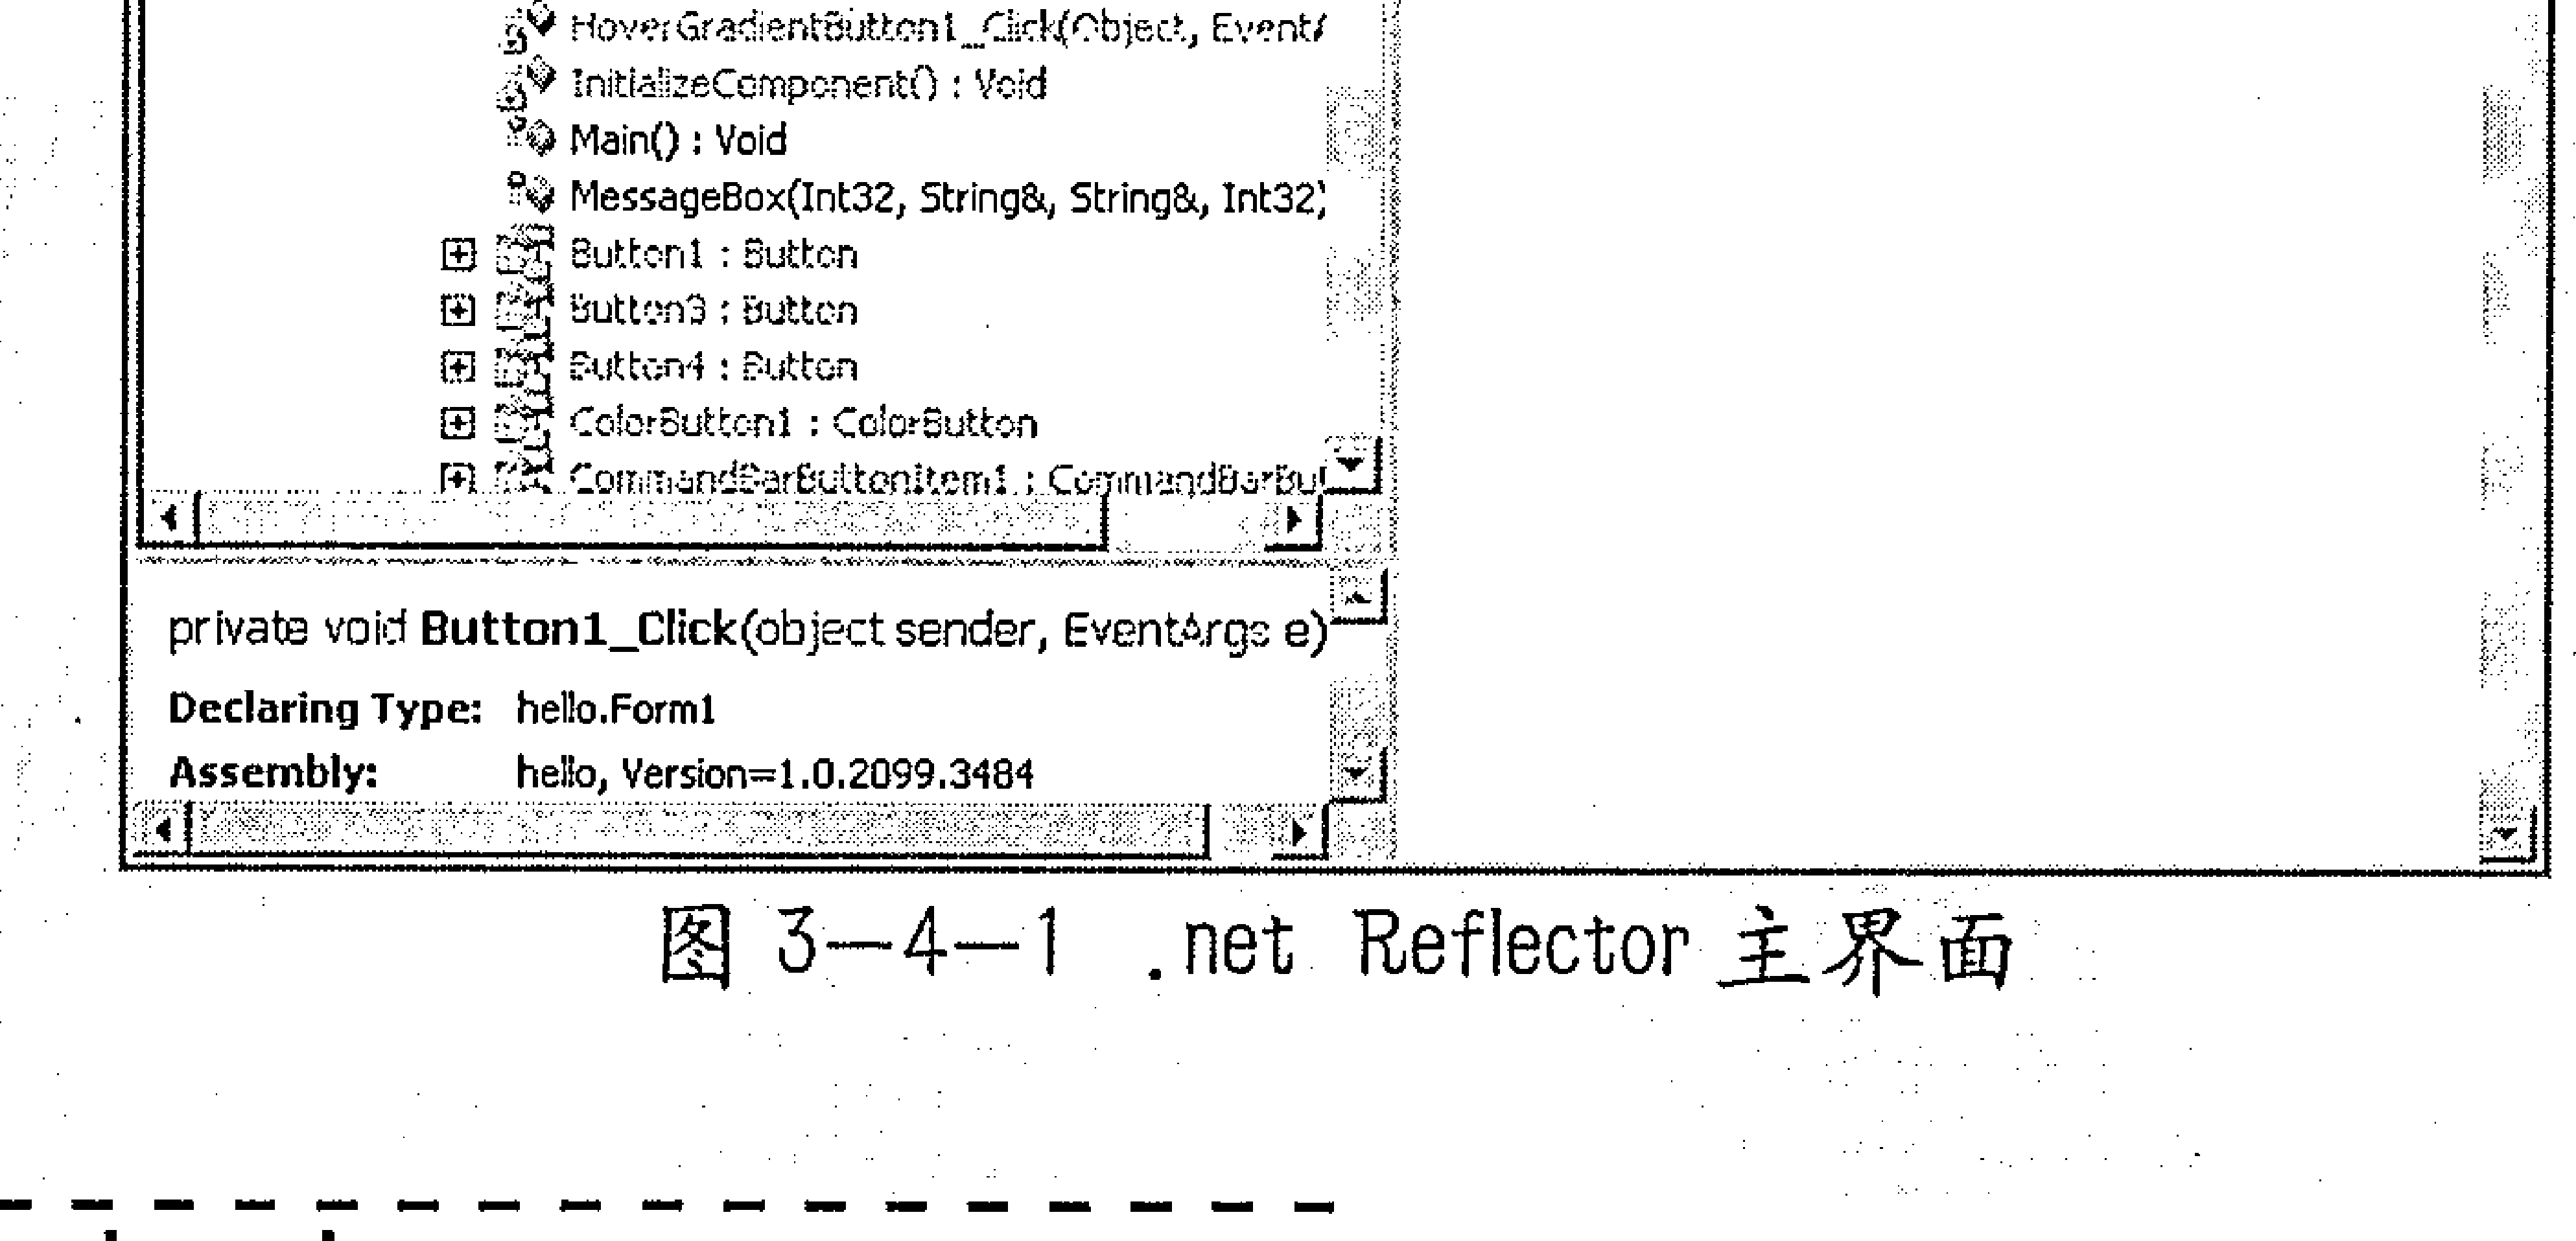 HoverGradientButton1_Click(Object, EventA
InitializeComponent() : Void
Main() : Void
MessageBox(Int32, String&, String&, Int32)
Button1 : Button
Button3 : Button
Button4 : Button
ColorButton1 : ColorButton
CommandBarButtonItem1 : CommandBarBut
private void Button1_Click(object sender, EventArgs e)
Declaring Type: hello.Form1
Assembly: hello, Version=1.0.2099.3484
图 3—4—1 .net Reflector 主界面